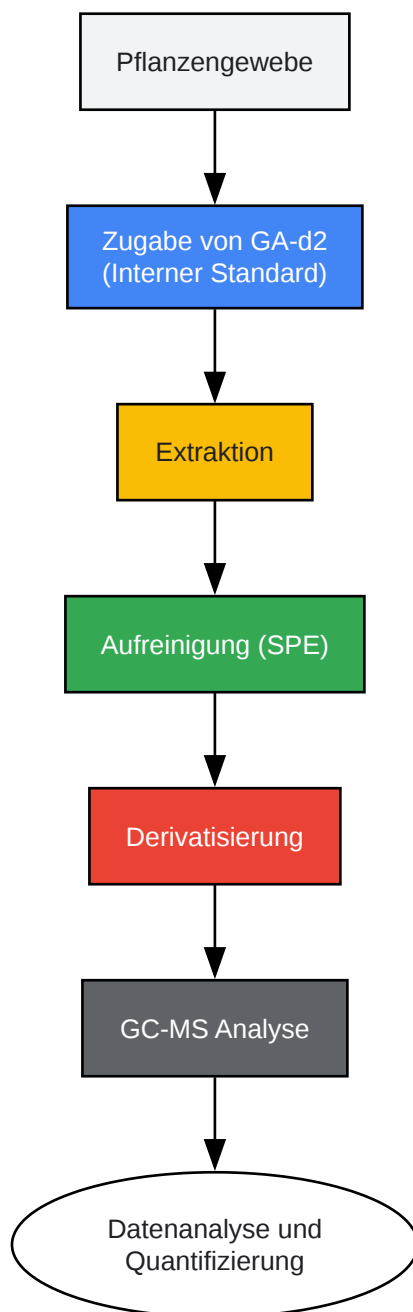 Pflanzengewebe
Zugabe von GA-d2
(Interner Standard)
Extraktion
Aufreinigung (SPE)
Derivatisierung
GC-MS Analyse
Datenanalyse und
Quantifizierung